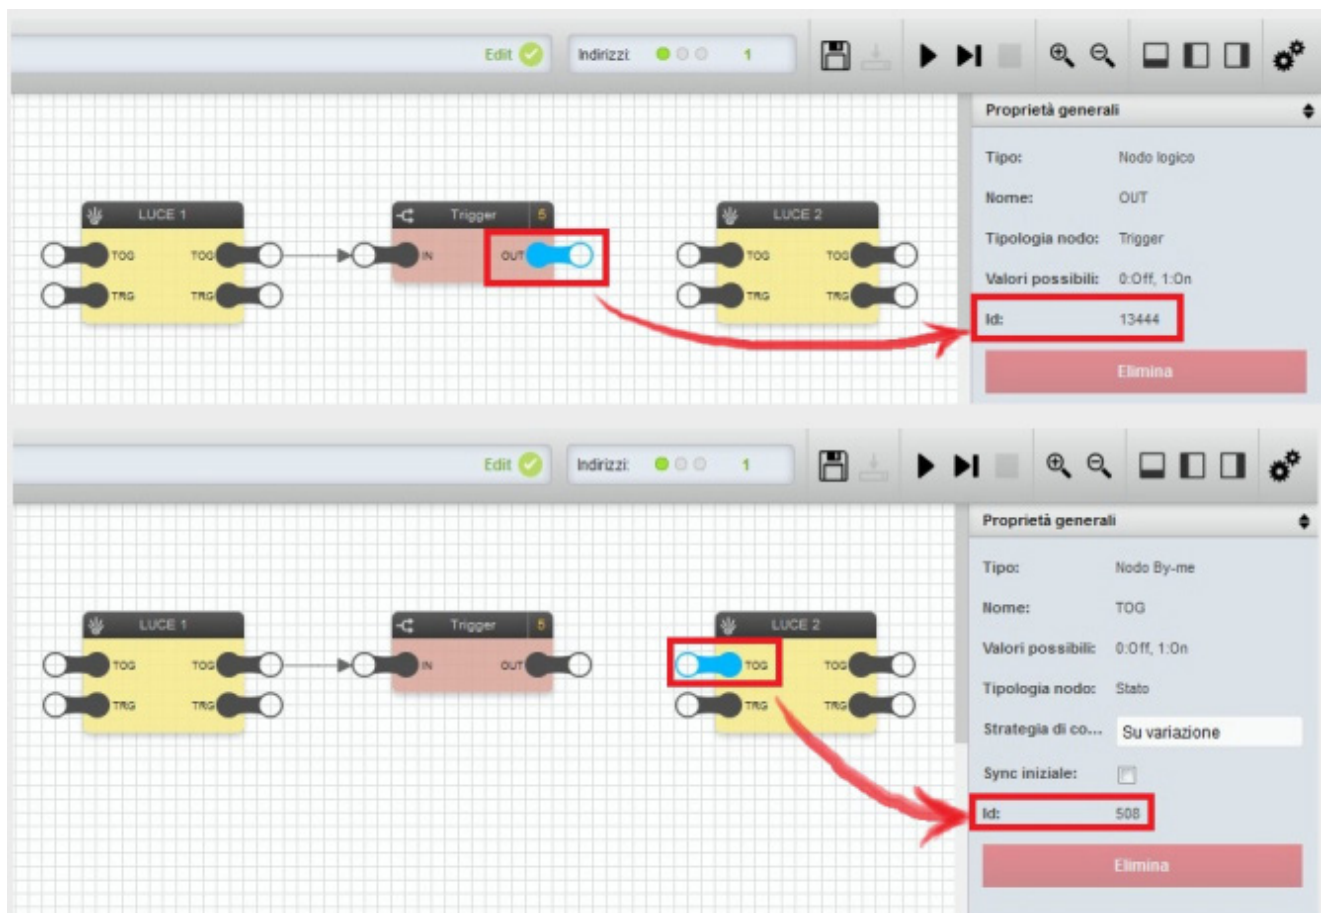 Edit Indirizzi: 1
Proprietà generali
Tipo: Nodo logico
Nome: OUT
Tipologia nodo: Trigger
Valori possibili: 0:Off, 1:On
Id: 13444
Elimina
LUCE 1
TOG TOG
TRG TRG
Trigger 5
IN OUT
LUCE 2
TOG TOG
TRG TRG
Edit Indirizzi: 1
Proprietà generali
Tipo: Nodo By-me
Nome: TOG
Valori possibili: 0:Off, 1:On
Tipologia nodo: Stato
Strategia di co... Su variazione
Sync iniziale:
Id: 508
Elimina
LUCE 1
TOG TOG
TRG TRG
Trigger 5
IN OUT
LUCE 2
TOG TOG
TRG TRG